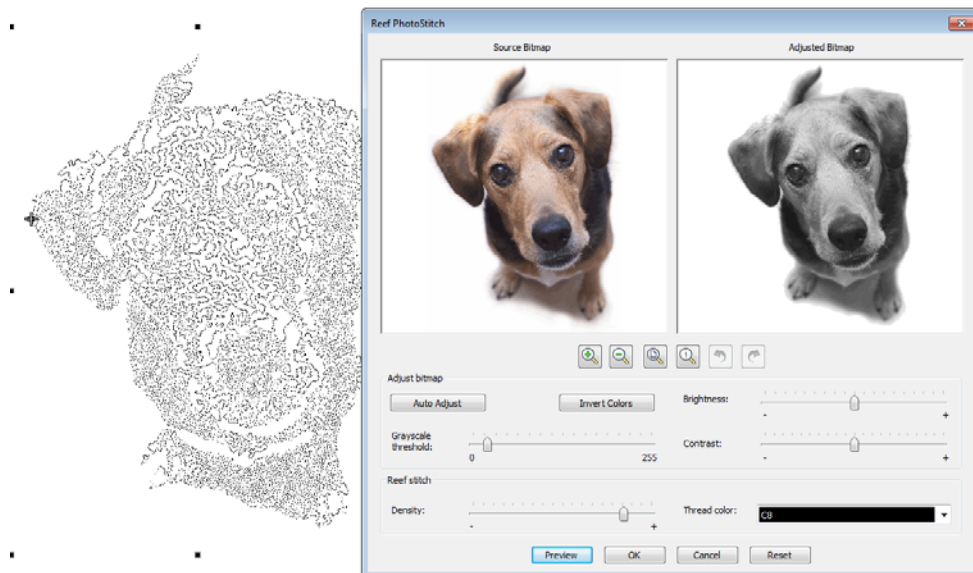 Reef PhotoStitch
Source Bitmap
Adjusted Bitmap
Adjust bitmap
Auto Adjust
Invert Colors
Brightness:
- +
Grayscale
threshold:
0 255
Contrast:
- +
Reef stitch
Density:
- +
Thread color:
C8
Preview
OK
Cancel
Reset